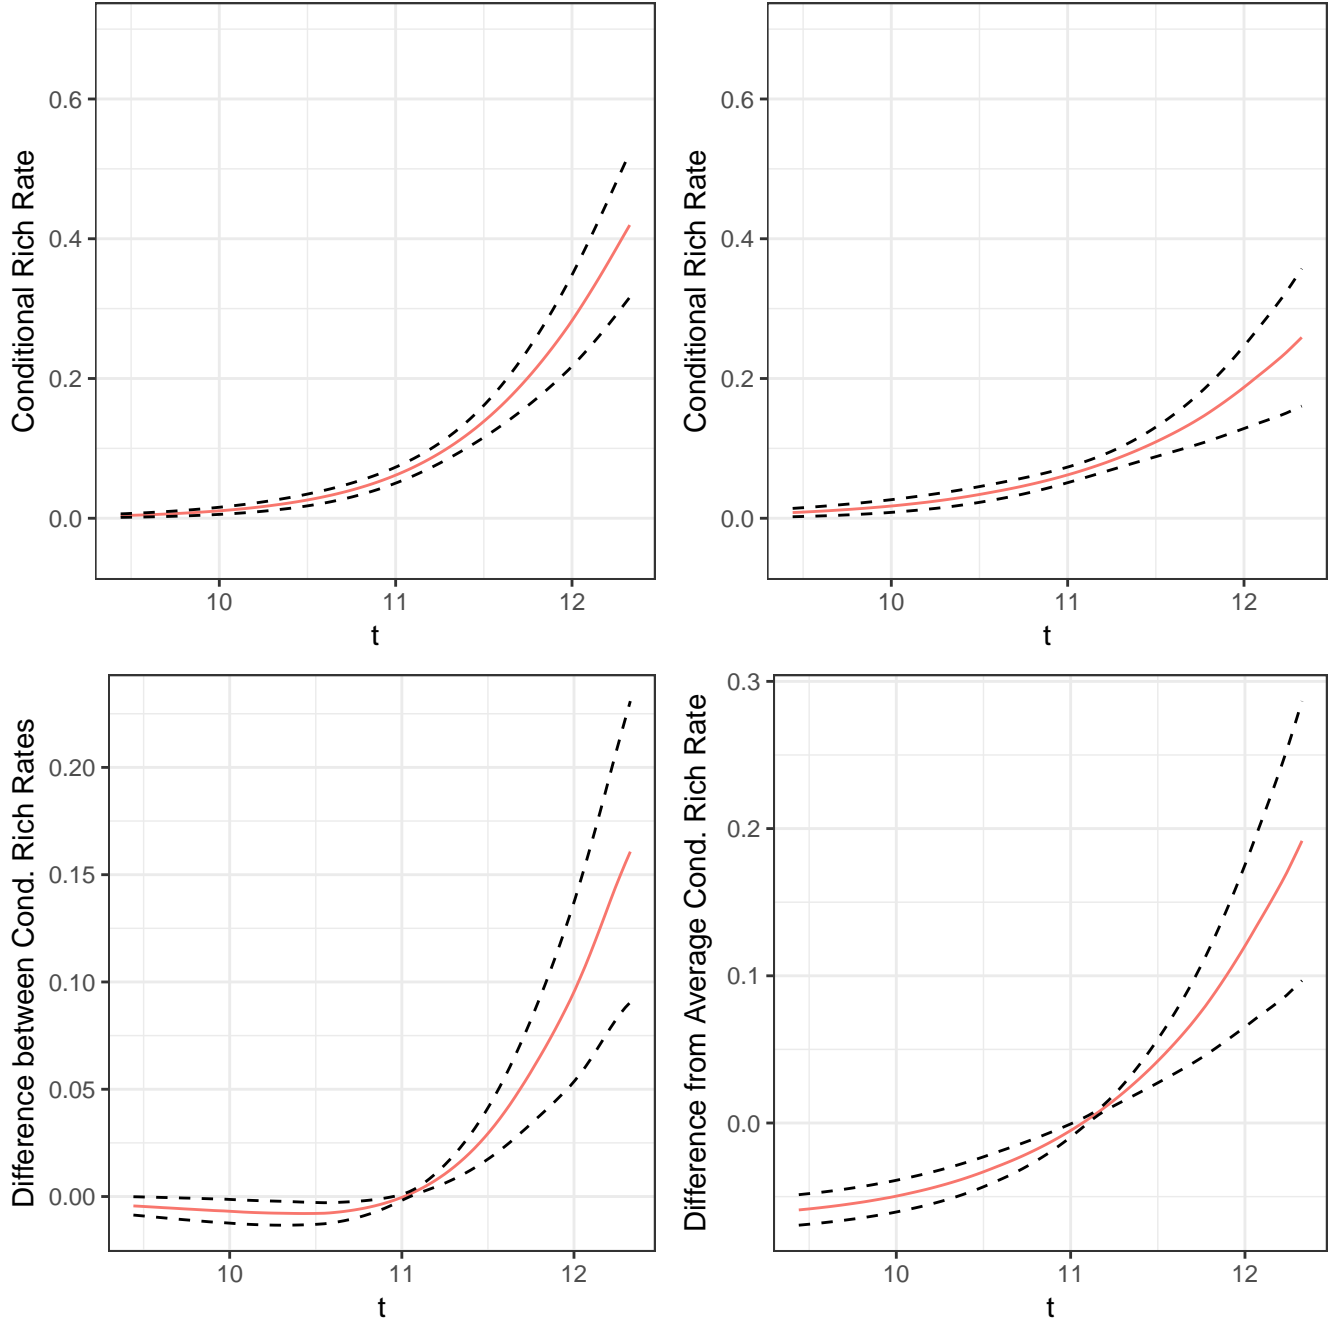 Conditional Rich Rate
0.6
0.4
0.2
0.0
10 11 12
t
Conditional Rich Rate
0.6
0.4
0.2
0.0
10 11 12
t
Difference between Cond. Rich Rates
0.20
0.15
0.10
0.05
0.00
10 11 12
t
Difference from Average Cond. Rich Rate
0.3
0.2
0.1
0.0
10 11 12
t